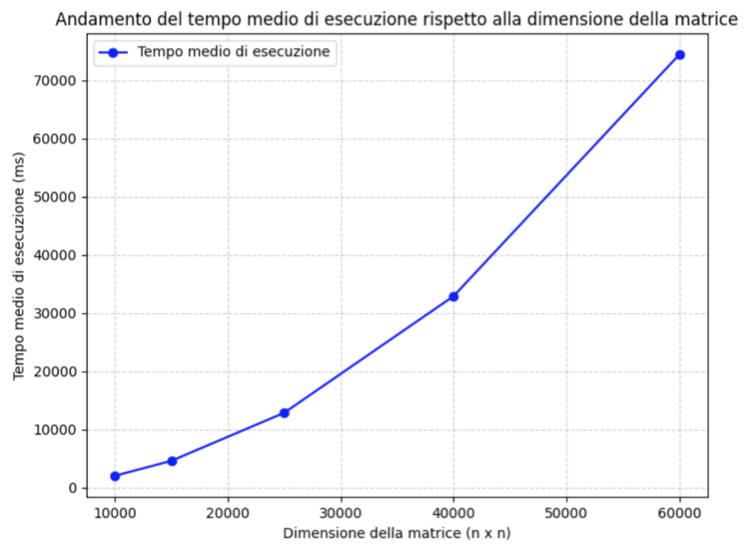 Andamento del tempo medio di esecuzione rispetto alla dimensione della matrice
Tempo medio di esecuzione
70000
60000
50000
40000
30000
20000
10000
0
Tempo medio di esecuzione (ms)
10000 20000 30000 40000 50000 60000
Dimensione della matrice (n x n)